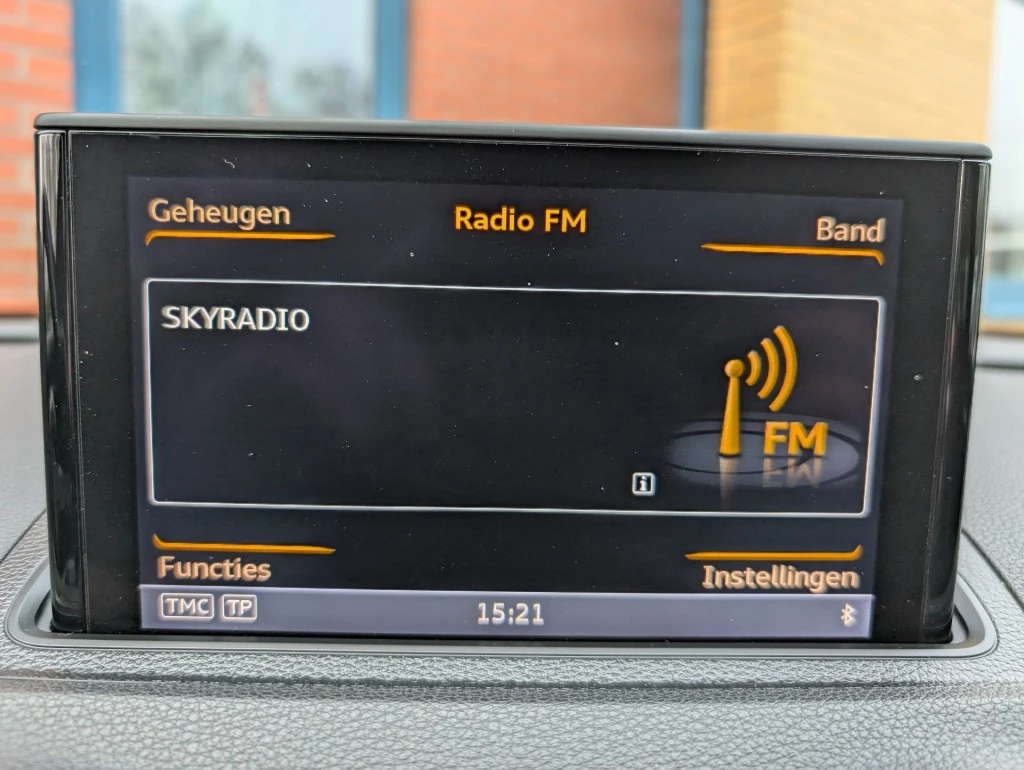 Geheugen
Radio FM
Band
SKYRADIO
FM
i
Functies
Instellingen
TMC TP
15:21